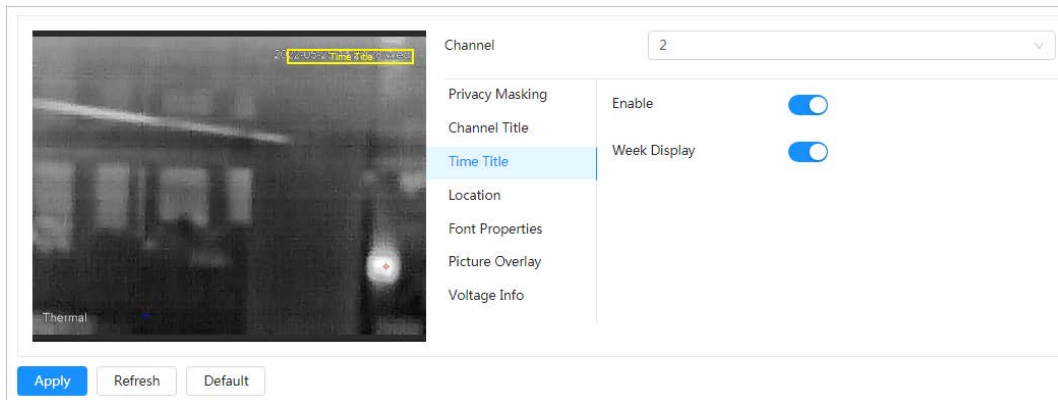 Channel
2
Time Title
Thermal
Privacy Masking
Channel Title
Time Title
Location
Font Properties
Picture Overlay
Voltage Info
Enable
Week Display
Apply
Refresh
Default